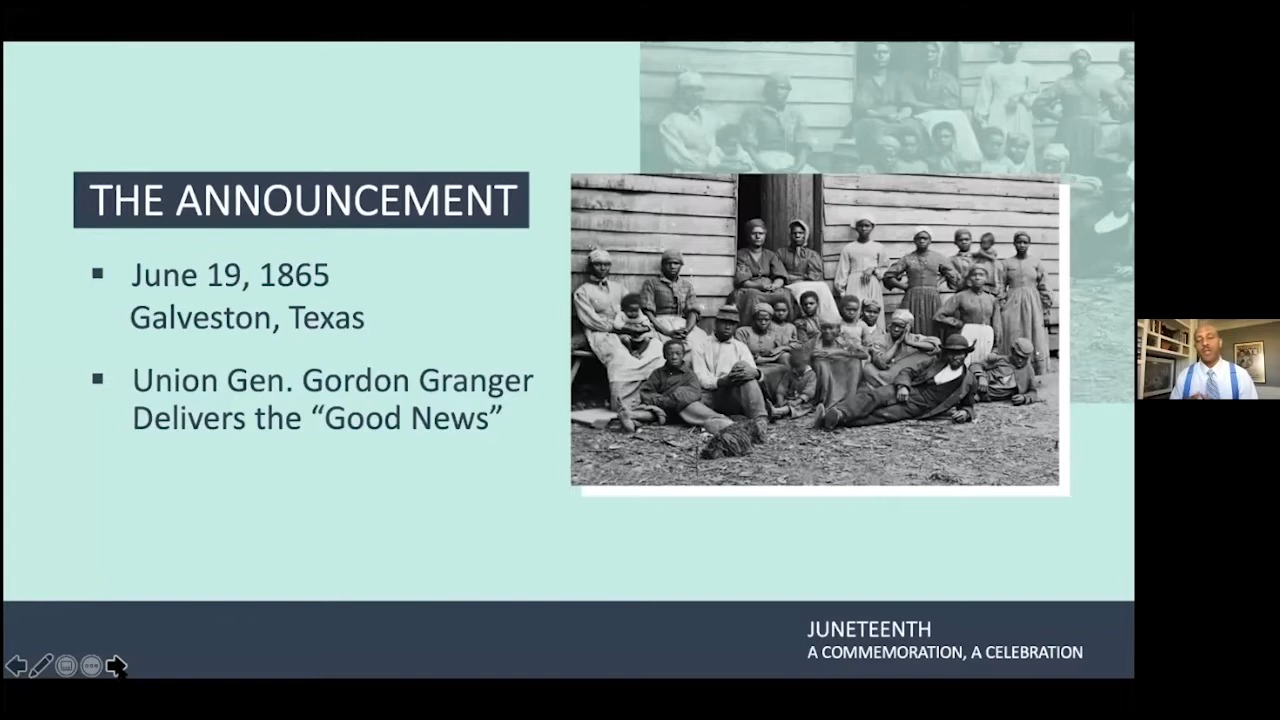 THE ANNOUNCEMENT
▪ June 19, 1865
Galveston, Texas
▪ Union Gen. Gordon Granger
Delivers the “Good News”
JUNETEENTH
A COMMEMORATION, A CELEBRATION